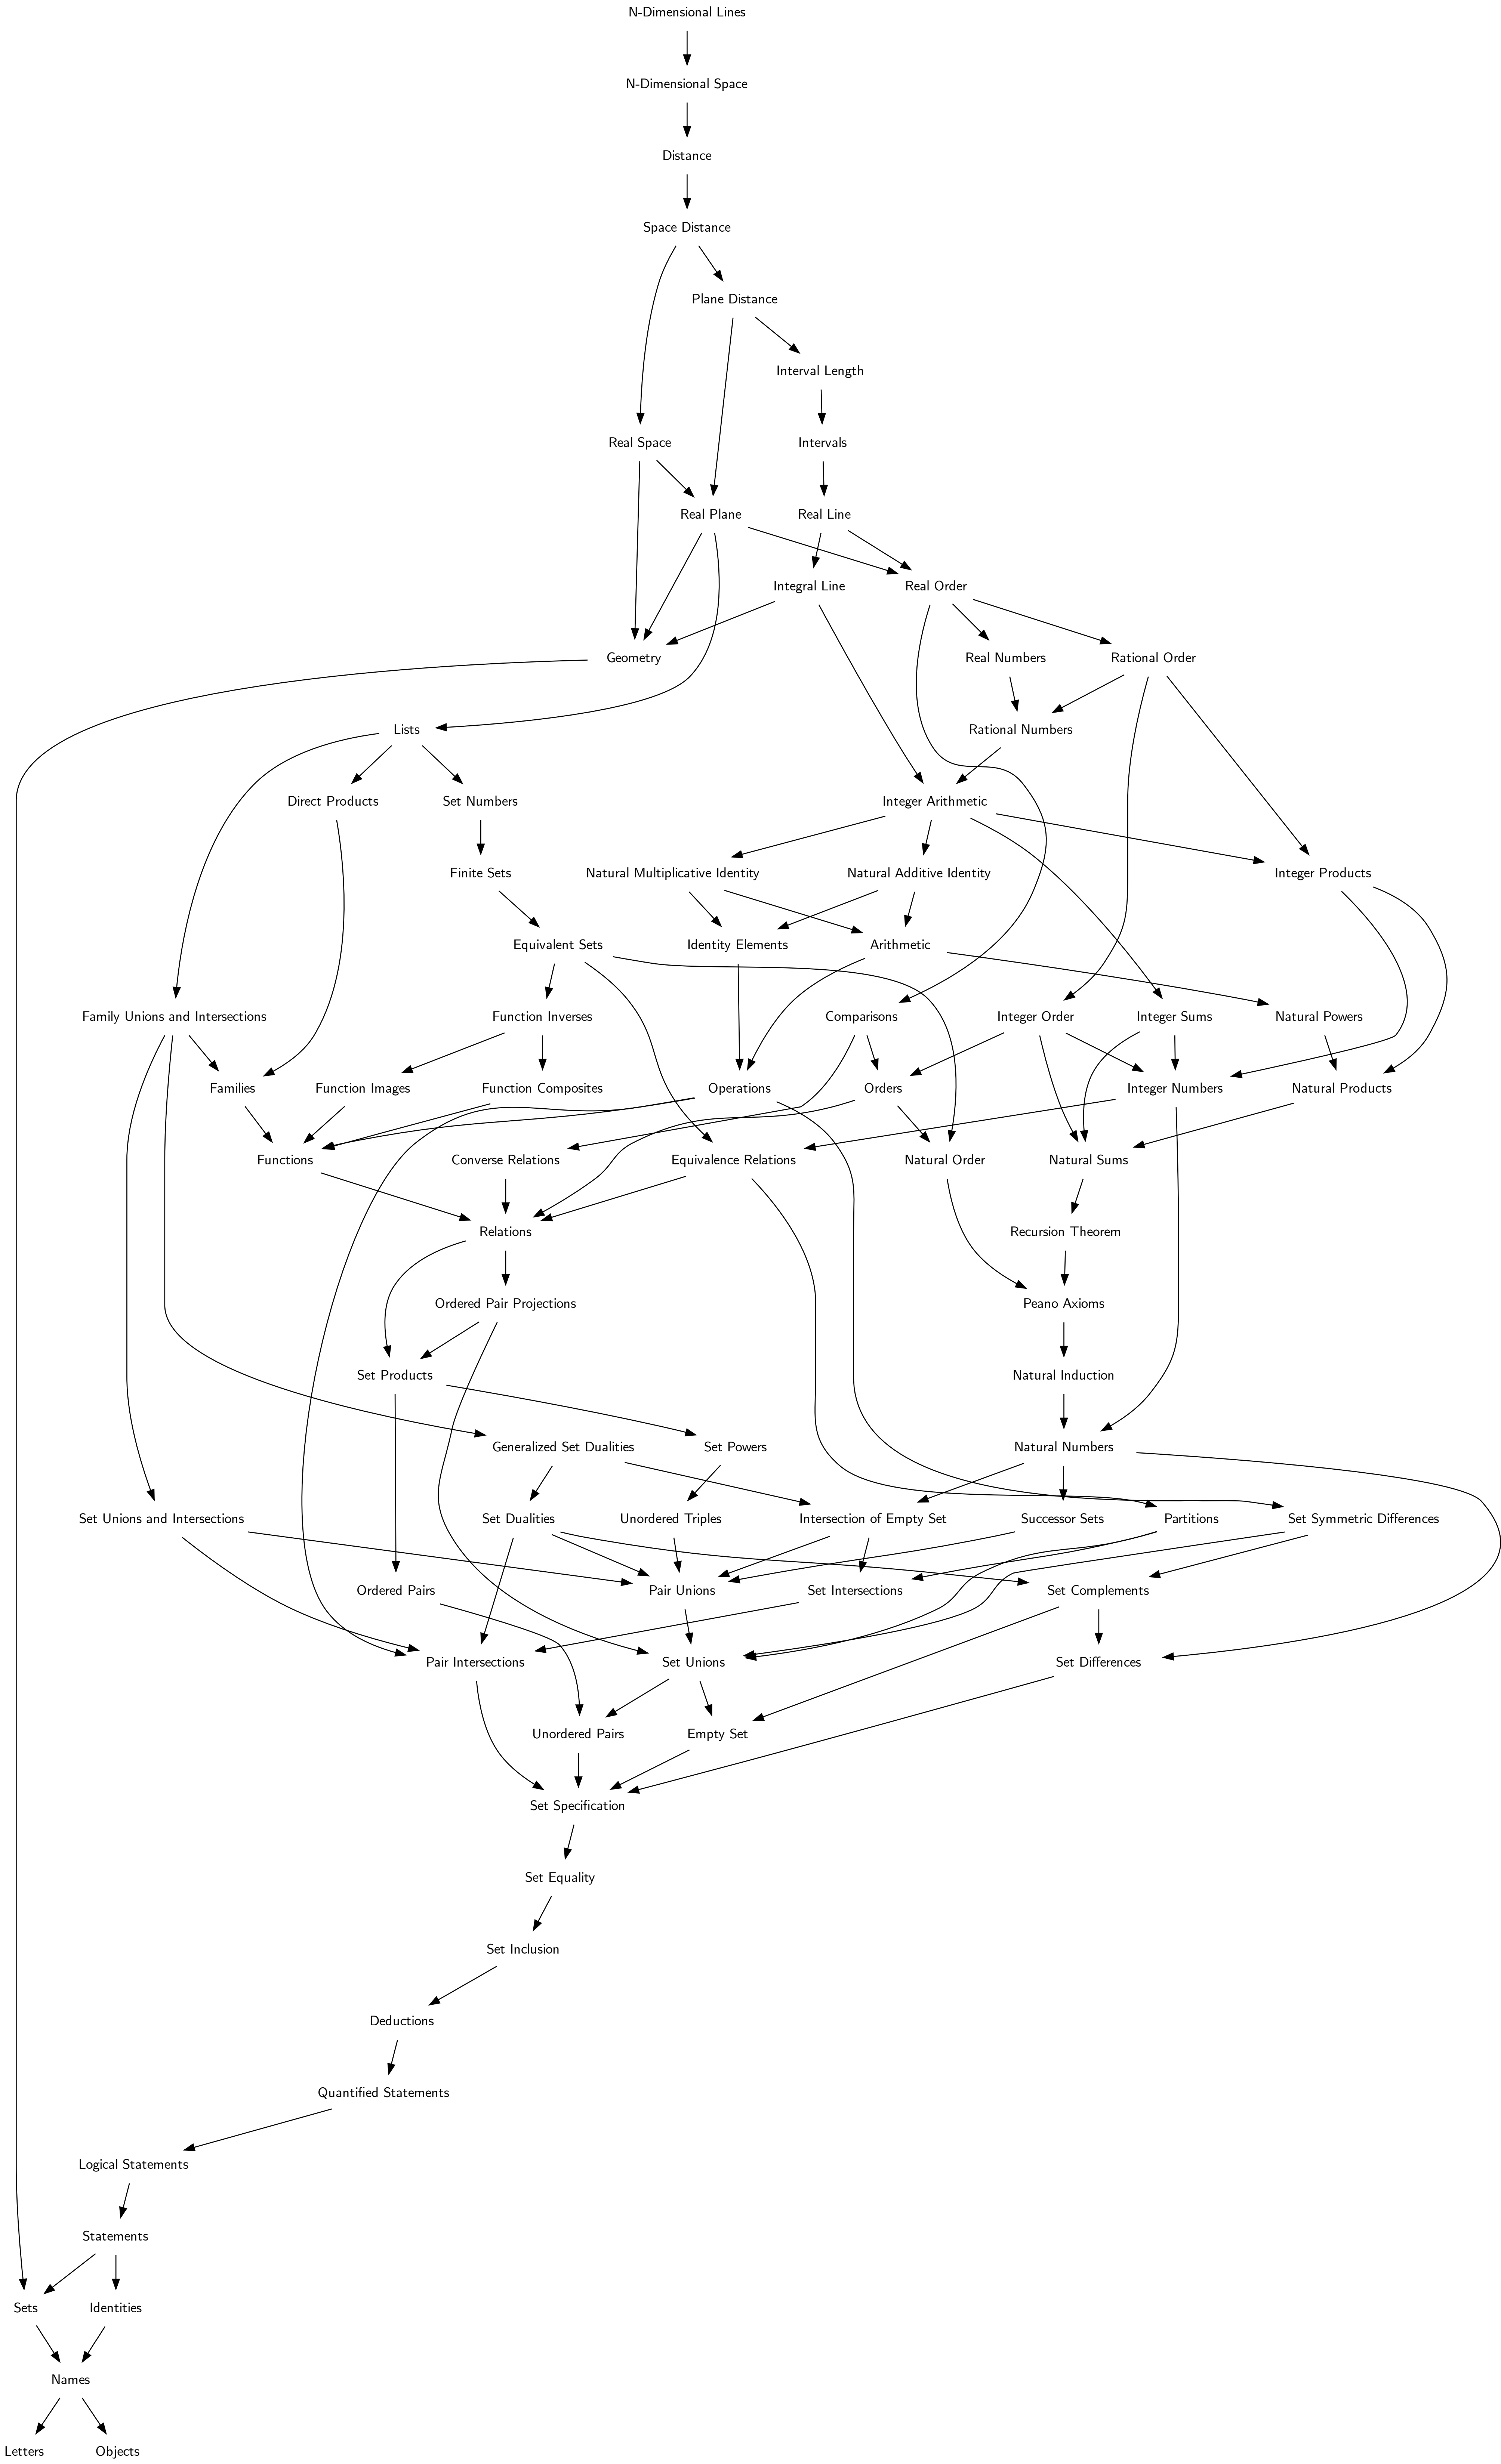 N-Dimensional Lines
N-Dimensional Space
Distance
Space Distance
Plane Distance
Interval Length
Real Space
Intervals
Real Plane
Real Line
Integral Line
Real Order
Geometry
Real Numbers
Rational Order
Lists
Rational Numbers
Direct Products
Set Numbers
Integer Arithmetic
Finite Sets
Natural Multiplicative Identity
Natural Additive Identity
Integer Products
Equivalent Sets
Identity Elements
Arithmetic
Family Unions and Intersections
Function Inverses
Comparisons
Integer Order
Integer Sums
Natural Powers
Families
Function Images
Function Composites
Operations
Orders
Integer Numbers
Natural Products
Functions
Converse Relations
Equivalence Relations
Natural Order
Natural Sums
Relations
Recursion Theorem
Ordered Pair Projections
Peano Axioms
Set Products
Natural Induction
Generalized Set Dualities
Set Powers
Natural Numbers
Set Unions and Intersections
Set Dualities
Unordered Triples
Intersection of Empty Set
Successor Sets
Partitions
Set Symmetric Differences
Ordered Pairs
Pair Unions
Set Intersections
Set Complements
Pair Intersections
Set Unions
Set Differences
Unordered Pairs
Empty Set
Set Specification
Set Equality
Set Inclusion
Deductions
Quantified Statements
Logical Statements
Statements
Sets
Identities
Names
Letters
Objects